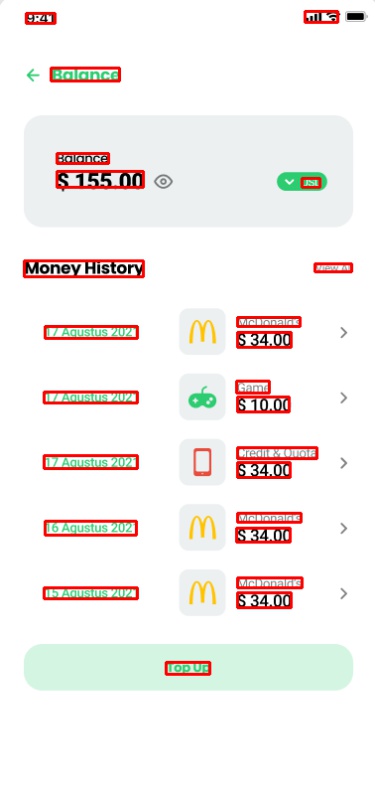 9:41
Balance
Balance
$ 155.00
USD
Money History
View All
17 Agustus 2021
McDonald's
$ 34.00
17 Agustus 2021
Game
$ 10.00
17 Agustus 2021
Credit & Quota
$ 34.00
16 Agustus 2021
McDonald's
$ 34.00
15 Agustus 2021
McDonald's
$ 34.00
Top Up